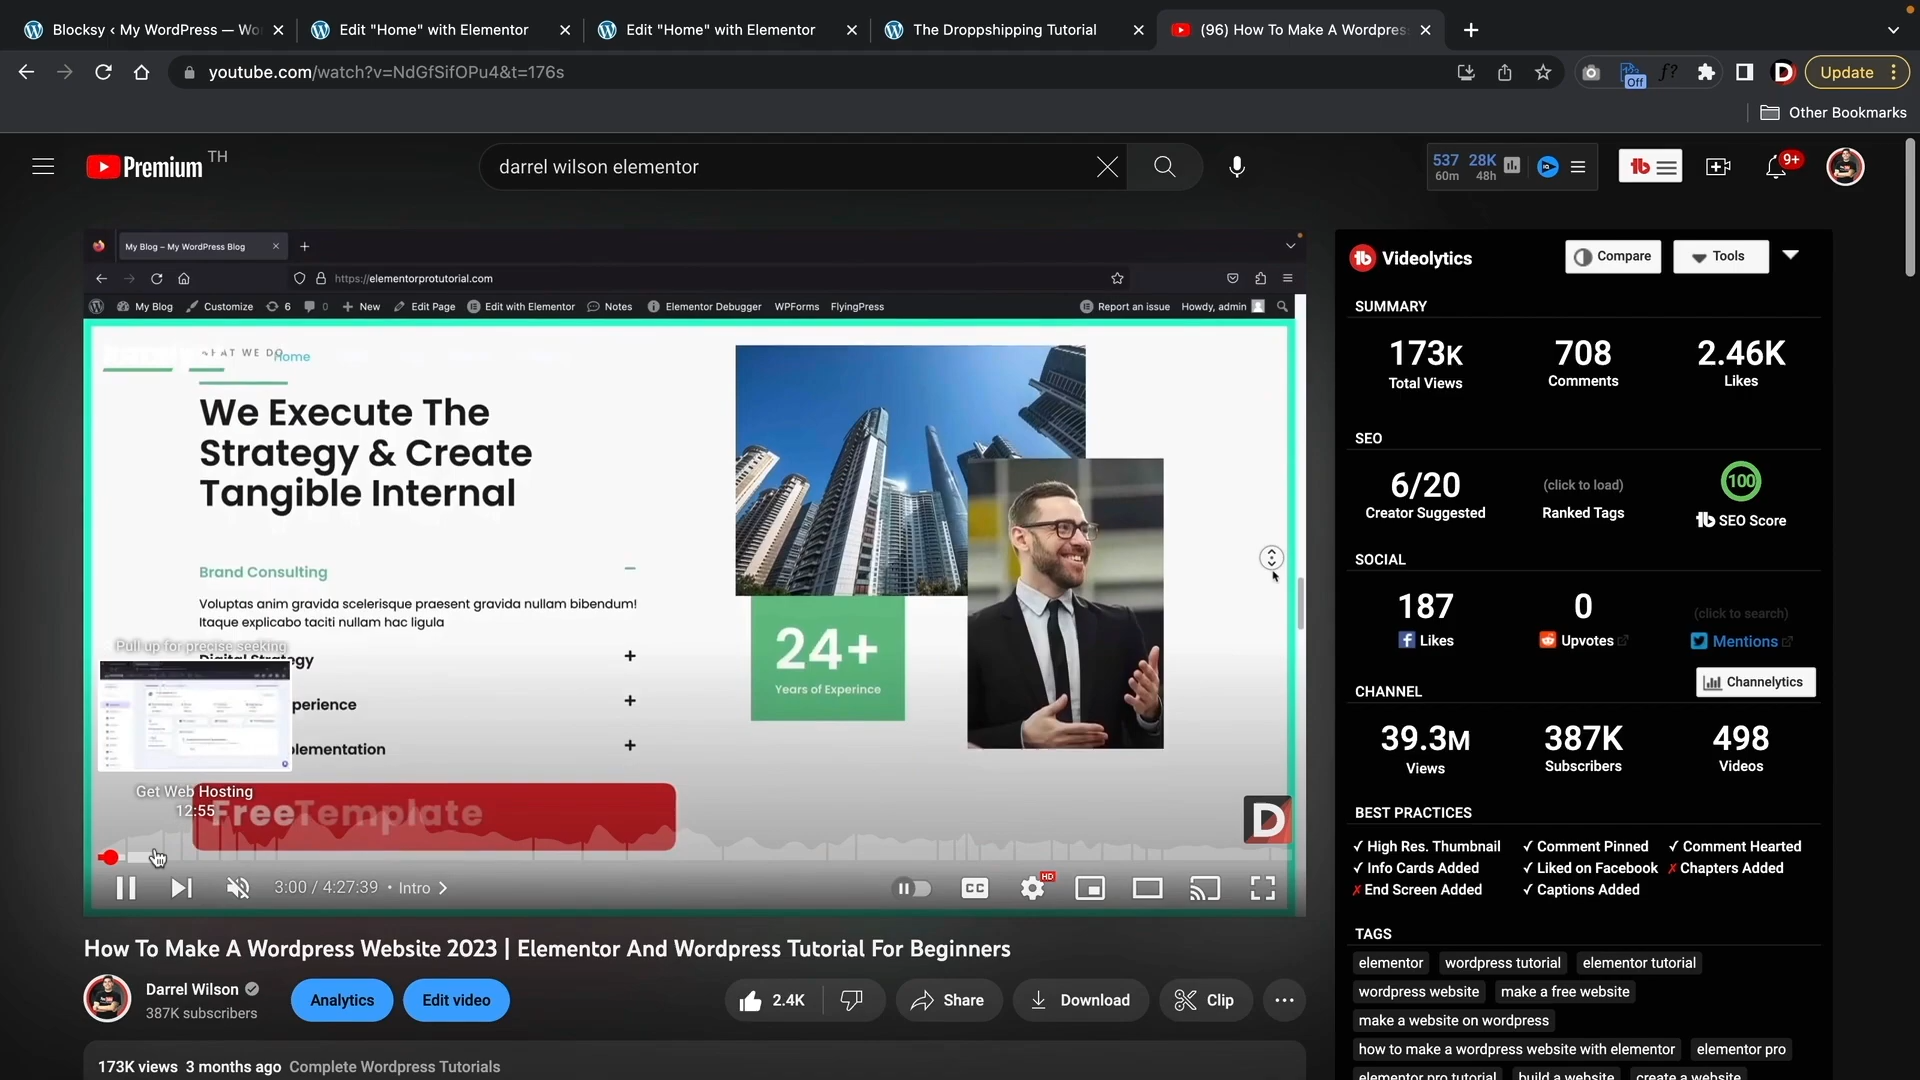 Blocksy ‹ My WordPress — Wo
Edit "Home" with Elementor
Edit "Home" with Elementor
The Droppshipping Tutorial
(96) How To Make A Wordpress
youtube.com/watch?v=NdGfSifOPu4&t=176s
Off
f?
D
Update
Other Bookmarks
Premium TH
darrel wilson elementor
537 28K
60m 48h
9+
My Blog – My WordPress Blog
https://elementorprotutorial.com
My Blog
Customize
6
0
New
Edit Page
Edit with Elementor
Notes
Elementor Debugger
WPForms
FlyingPress
Report an issue
Howdy, admin
WHAT WE DO
Home
We Execute The
Strategy & Create
Tangible Internal
Brand Consulting
Voluptas anim gravida scelerisque praesent gravida nullam bibendum!
Itaque explicabo taciti nullam hac ligula
Pull up for precise seeking
Digital Strategy
perience
plementation
24+
Years of Experince
Get Web Hosting
12:55
Free Template
D
3:00 / 4:27:39 • Intro
CC
HD
How To Make A Wordpress Website 2023 | Elementor And Wordpress Tutorial For Beginners
Darrel Wilson
387K subscribers
Analytics
Edit video
2.4K
Share
Download
Clip
173K views 3 months ago Complete Wordpress Tutorials
Videolytics
Compare
Tools
SUMMARY
173K 708 2.46K
Total Views Comments Likes
SEO
6/20 (click to load) 100
Creator Suggested Ranked Tags SEO Score
SOCIAL
187 0 (click to search)
Likes Upvotes Mentions
CHANNEL
Channelytics
39.3M 387K 498
Views Subscribers Videos
BEST PRACTICES
✓ High Res. Thumbnail ✓ Comment Pinned ✓ Comment Hearted
✓ Info Cards Added ✓ Liked on Facebook ✗ Chapters Added
✗ End Screen Added ✓ Captions Added
TAGS
elementor wordpress tutorial elementor tutorial
wordpress website make a free website
make a website on wordpress
how to make a wordpress website with elementor elementor pro
elementor pro tutorial build a website create a website